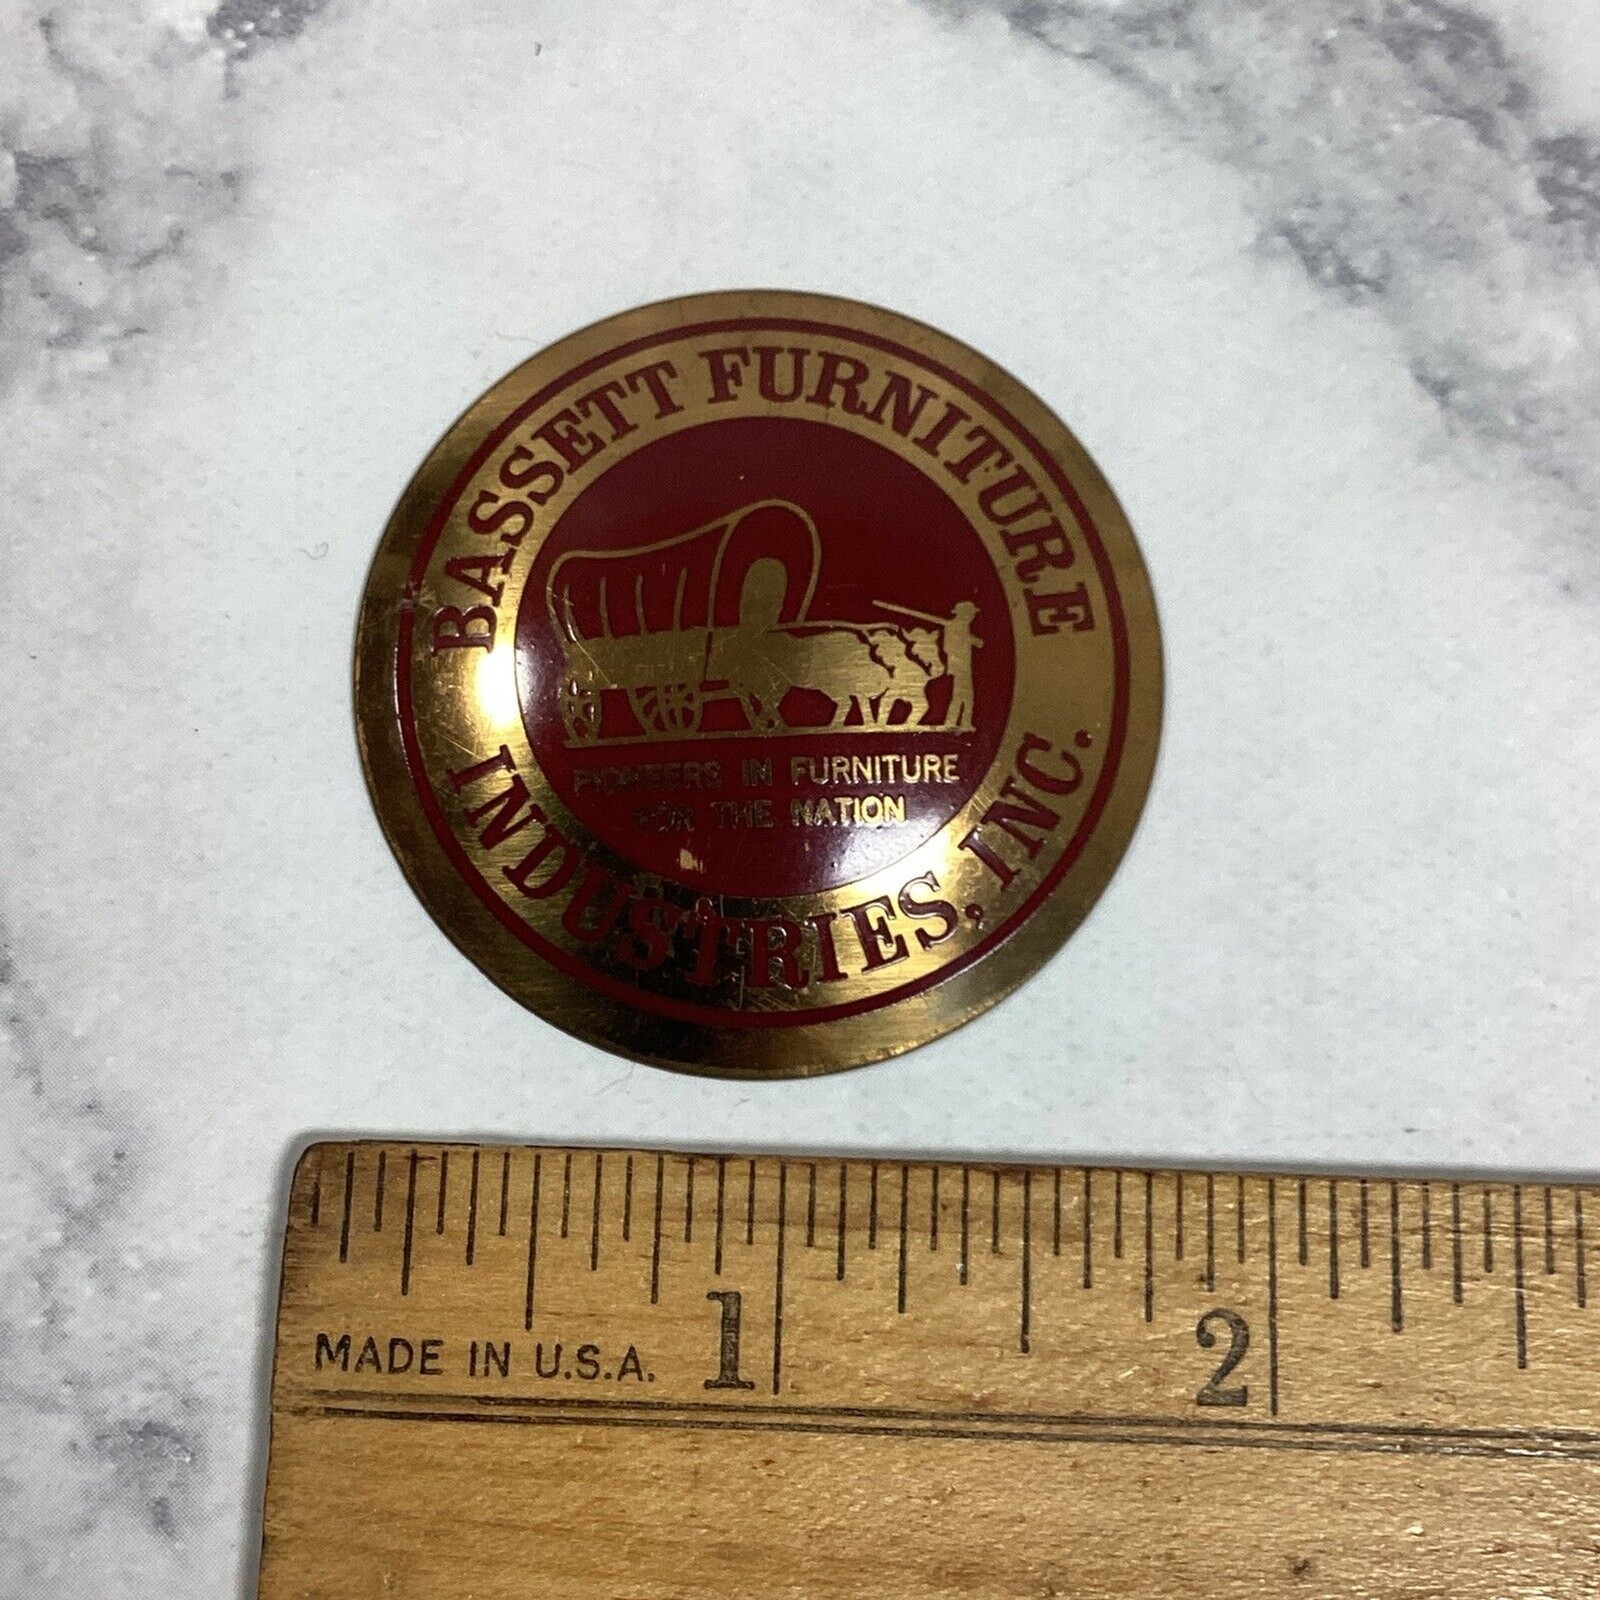 BASSETT FURNITURE
INDUSTRIES, INC.
PIONEERS IN FURNITURE
FOR THE NATION
1
2
MADE IN U.S.A.